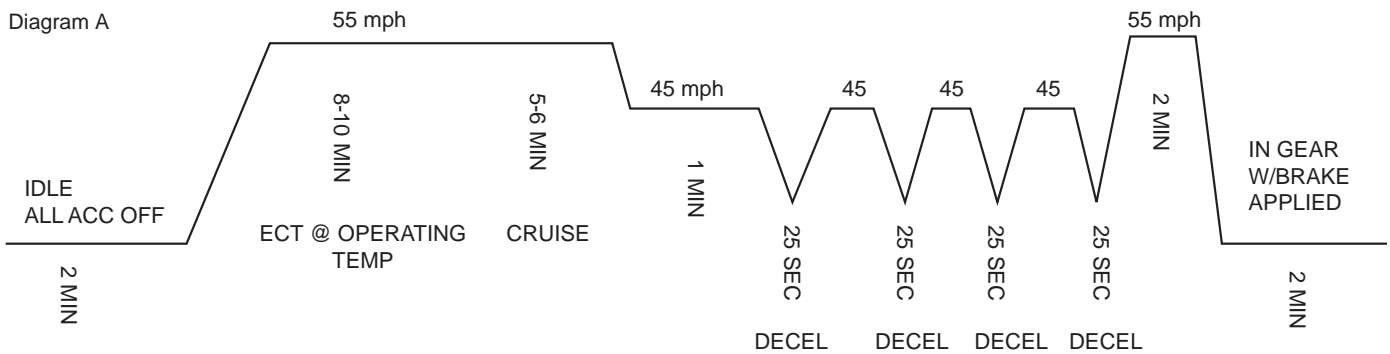 Diagram A
55 mph
55 mph
45 mph
45
45
45
8-10 MIN
5-6 MIN
2 MIN
IDLE
ALL ACC OFF
1 MIN
IN GEAR
W/BRAKE
APPLIED
ECT @ OPERATING
TEMP
CRUISE
2 MIN
25 SEC
25 SEC
25 SEC
25 SEC
2 MIN
DECEL
DECEL
DECEL
DECEL